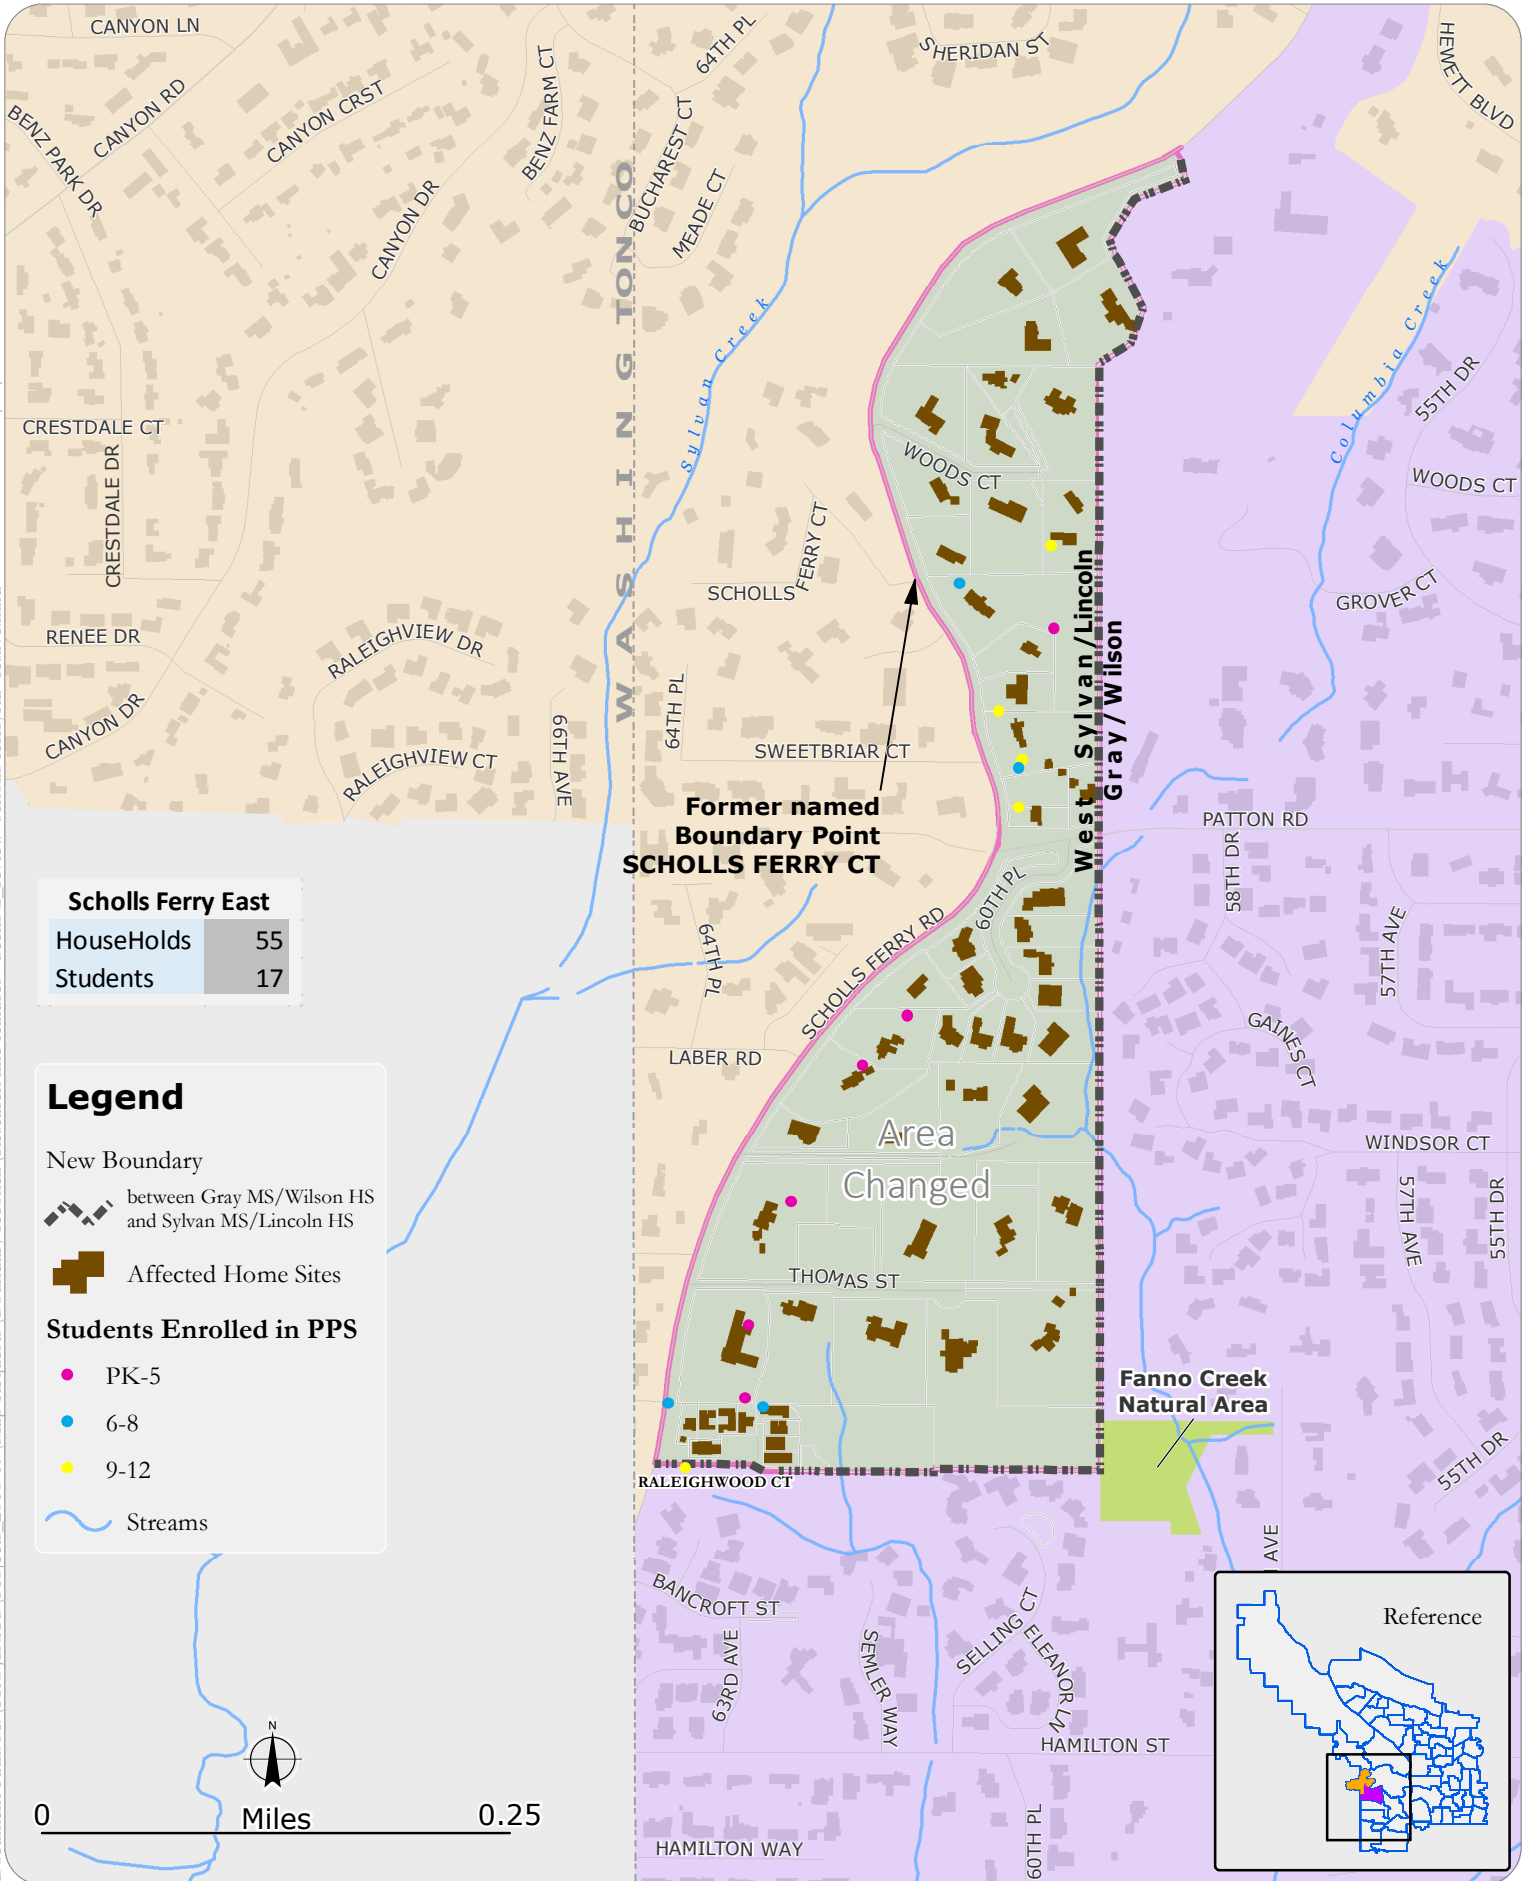 CANYON LN
64TH PL
SHERIDAN ST
HEWETT BLVD
CANYON RD
CANYON CRST
BENZ FARM CT
BENZ PARK DR
BUCHAREST CT
MEADE CT
CANYON DR
WASHINGTON CO
Sylvan Creek
Columbia Creek
55TH DR
CRESTDALE CT
CRESTDALE DR
WOODS CT
WOODS CT
SCHOLLS FERRY CT
GROVER CT
RENEE DR
RALEIGHVIEW DR
CANYON DR
RALEIGHVIEW CT
66TH AVE
64TH PL
SWEETBRIAR CT
West Sylvan/Lincoln
Gray/Wilson
Former named
Boundary Point
SCHOLLS FERRY CT
PATTON RD
58TH DR
57TH AVE
60TH PL
SCHOLLS FERRY RD
64TH PL
LABER RD
GAINES CT
WINDSOR CT
57TH AVE
55TH DR
Scholls Ferry East
HouseHolds 55
Students 17
Area
Changed
THOMAS ST
Fanno Creek
Natural Area
55TH DR
RALEIGHWOOD CT
AVE
BANCROFT ST
63RD AVE
SEMLER WAY
SELLING CT
ELEANOR LN
HAMILTON ST
HAMILTON WAY
60TH PL
Legend
New Boundary
between Gray MS/Wilson HS
and Sylvan MS/Lincoln HS
Affected Home Sites
Students Enrolled in PPS
PK-5
6-8
9-12
Streams
N
0 Miles 0.25
Reference